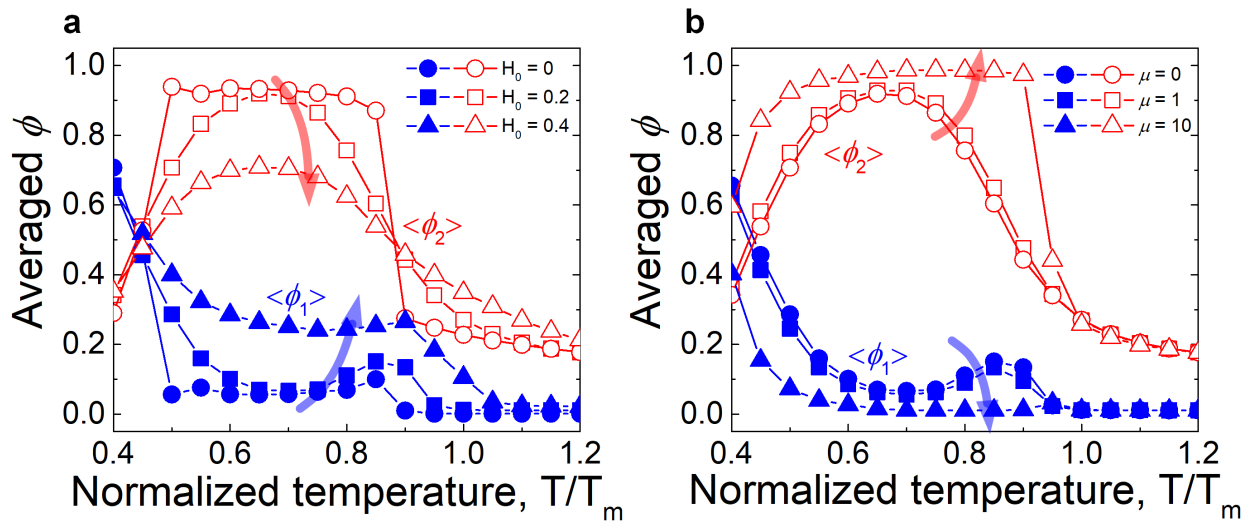 a
Averaged ϕ
1.0
0.8
0.6
0.4
0.2
0.0
H₀ = 0
H₀ = 0.2
H₀ = 0.4
<ϕ₂>
<ϕ₁>
0.4 0.6 0.8 1.0 1.2
Normalized temperature, T/Tₘ
b
Averaged ϕ
1.0
0.8
0.6
0.4
0.2
0.0
μ = 0
μ = 1
μ = 10
<ϕ₂>
<ϕ₁>
0.4 0.6 0.8 1.0 1.2
Normalized temperature, T/Tₘ